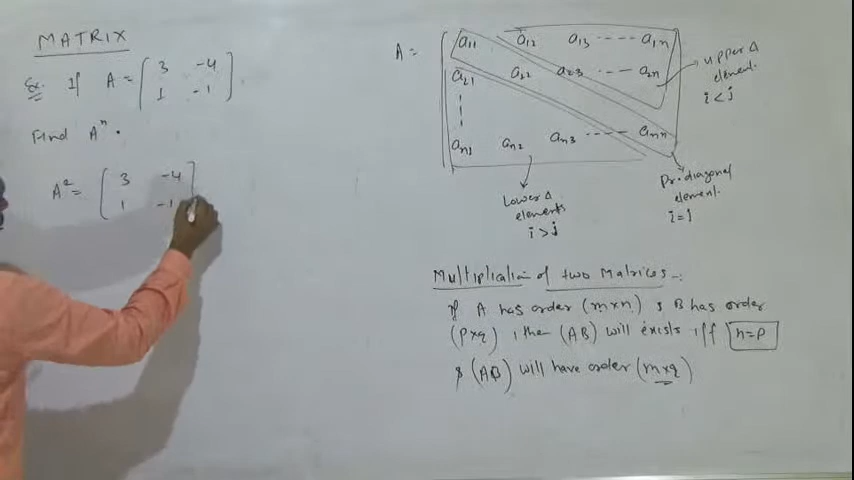 MATRIX
Ex. If A = [ 3 -4
1 -1 ]
Find Aⁿ.
A² = [ 3 -4
1 -1
A =
a11 a12 a13 ---- a1n
a21 a22 a23 --- a2n
an1 an2 an3 ---- ann
upper Δ
element.
i < j
Lower Δ
elements
i > j
Pr. diagonal
element.
i = j
Multiplication of two Matrices -:
If A has order (m×n) & B has order
(p×q) , then (AB) will exists iff n=p
& (AB) will have order (m×q)